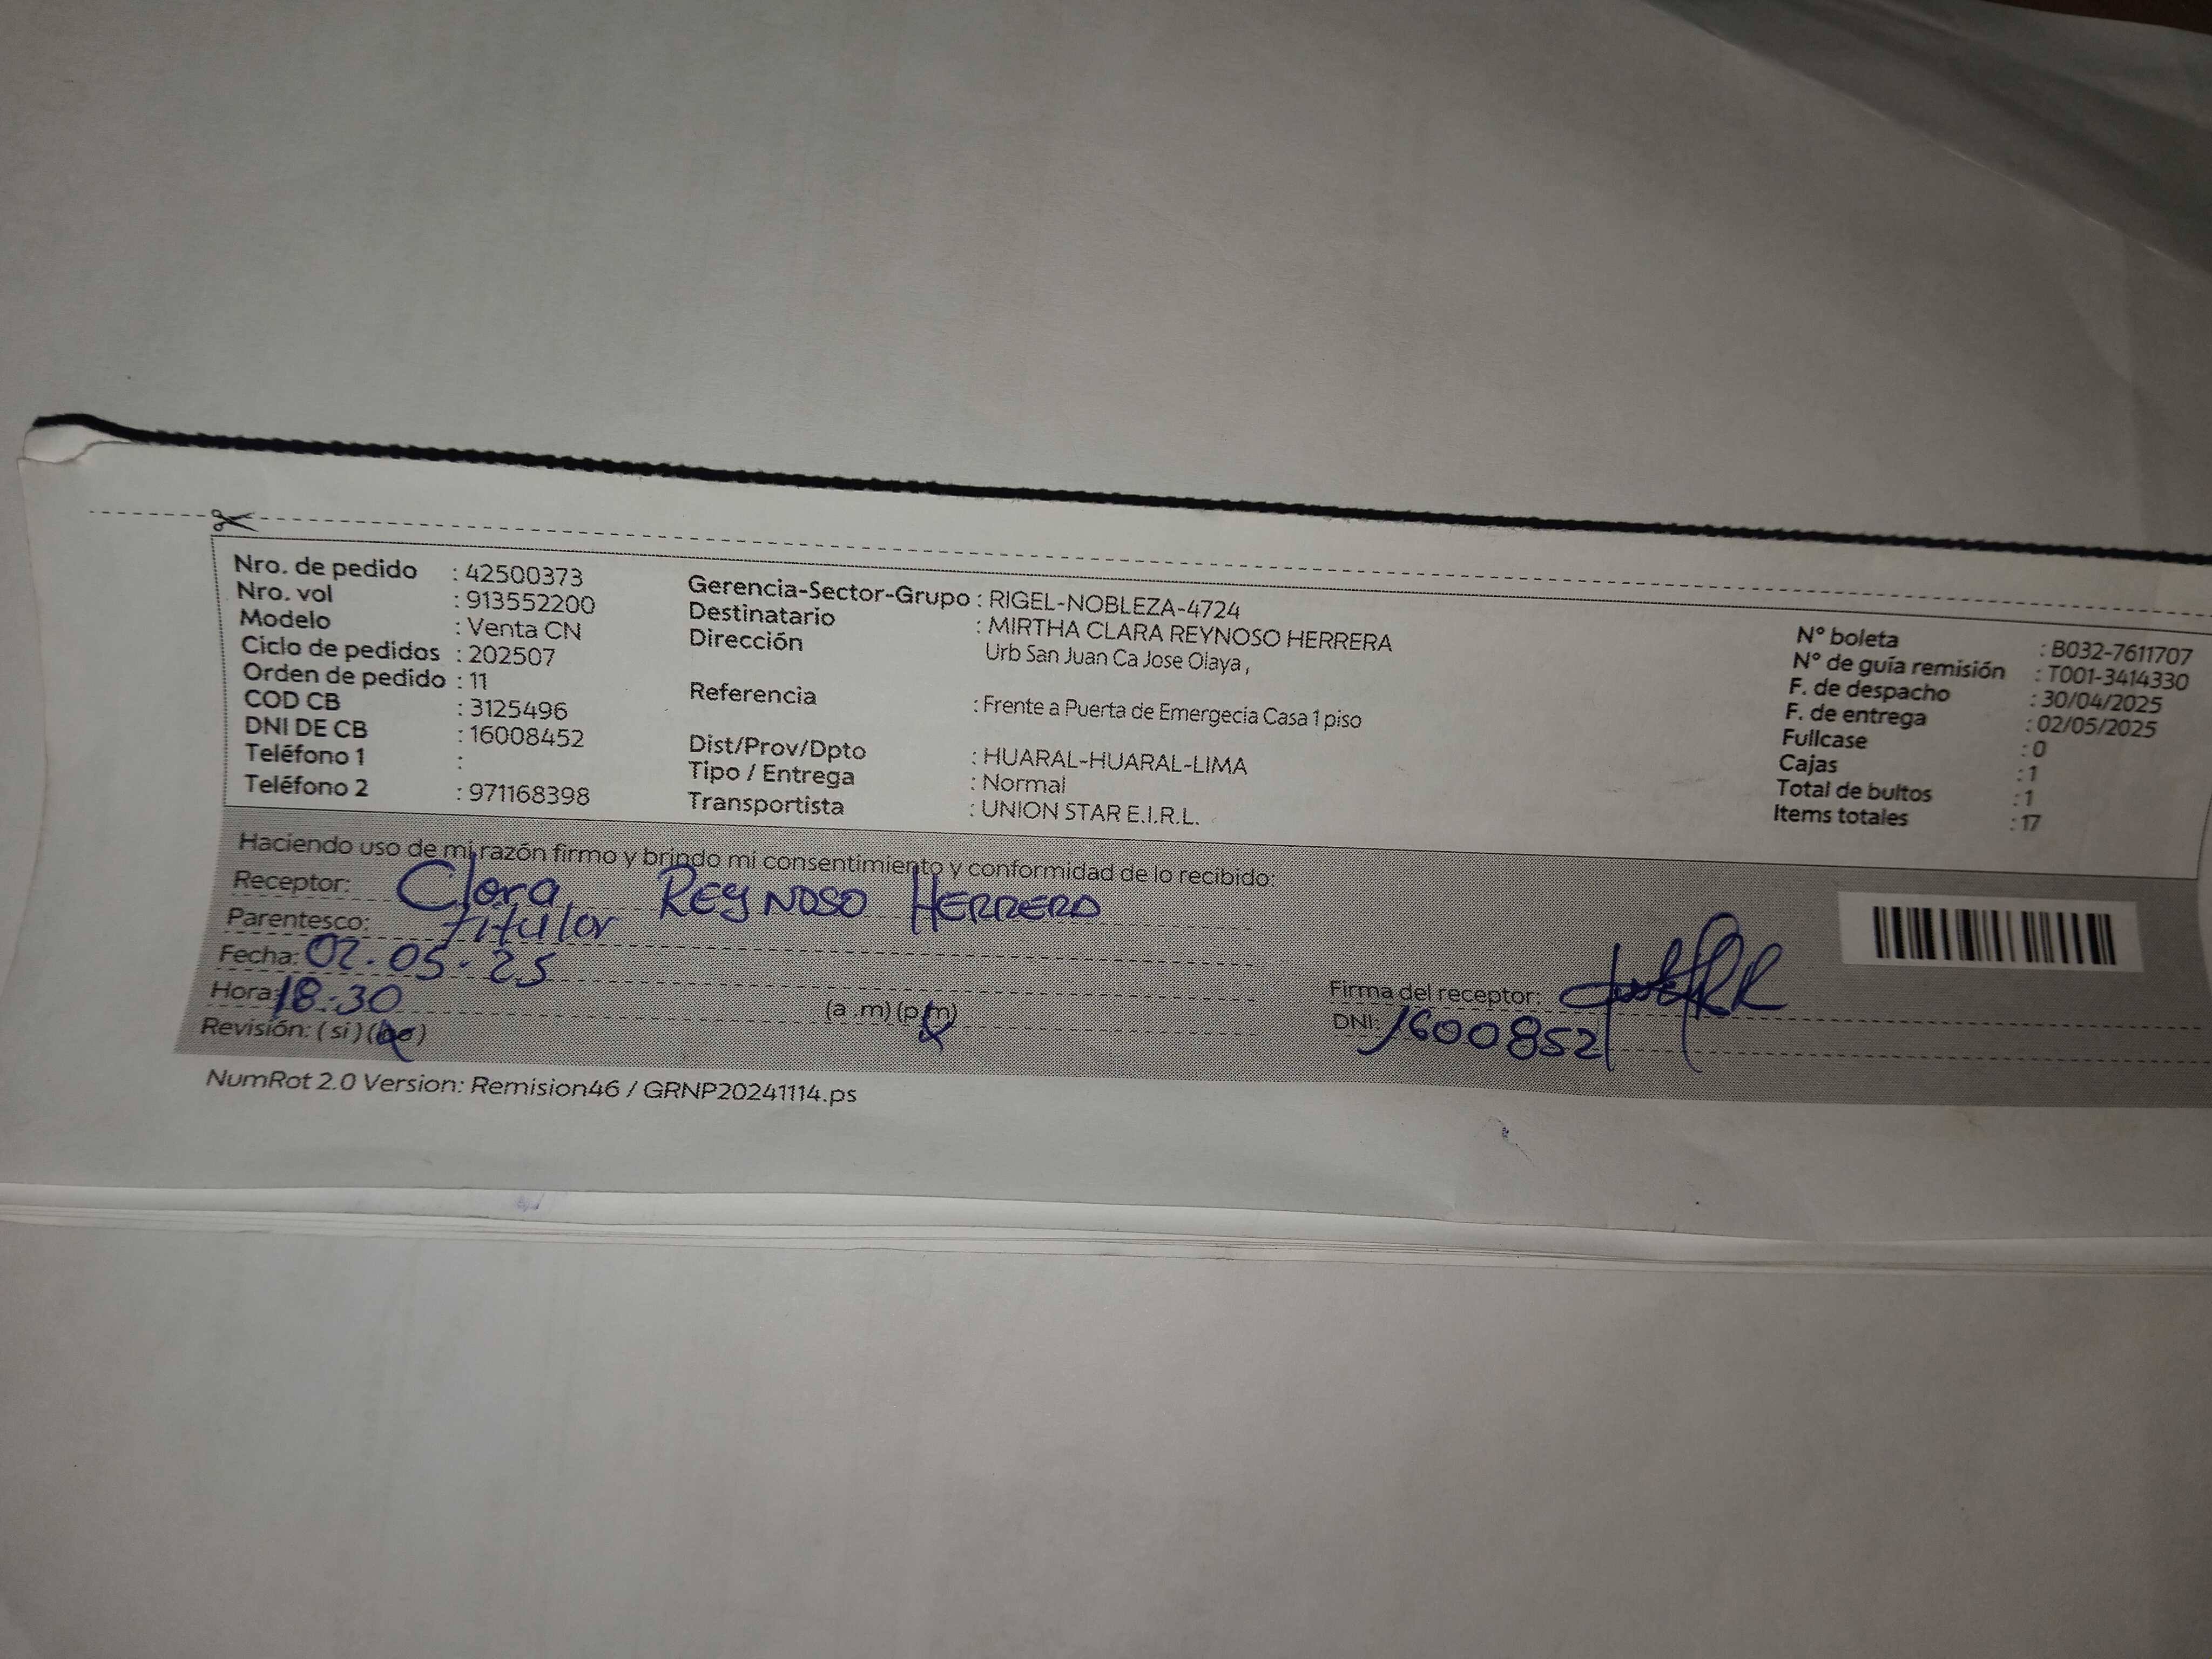 Nro. de pedido : 42500373
Nro. vol : 913552200
Modelo : Venta CN
Ciclo de pedidos : 202507
Orden de pedido : 11
COD CB : 3125496
DNI DE CB : 16008452
Teléfono 1 :
Teléfono 2 : 971168398
Gerencia-Sector-Grupo : RIGEL-NOBLEZA-4724
Destinatario : MIRTHA CLARA REYNOSO HERRERA
Dirección Urb San Juan Ca Jose Olaya ,
Referencia : Frente a Puerta de Emergecia Casa 1 piso
Dist/Prov/Dpto : HUARAL-HUARAL-LIMA
Tipo / Entrega : Normal
Transportista : UNION STAR E.I.R.L.
N° boleta : B032-7611707
N° de guía remisión : T001-3414330
F. de despacho : 30/04/2025
F. de entrega : 02/05/2025
Fullcase : 0
Cajas : 1
Total de bultos : 1
Items totales : 17
Haciendo uso de mi razón firmo y brindo mi consentimiento y conformidad de lo recibido:
Receptor: Clara REYNOSO HERRERA
Parentesco: titular
Fecha: 02.05.25
Hora: 18:30 (a .m) (p.m)
Revisión: ( si ) (no)
Firma del receptor:
DNI: 1600852
NumRot 2.0 Version: Remision46 / GRNP20241114.ps